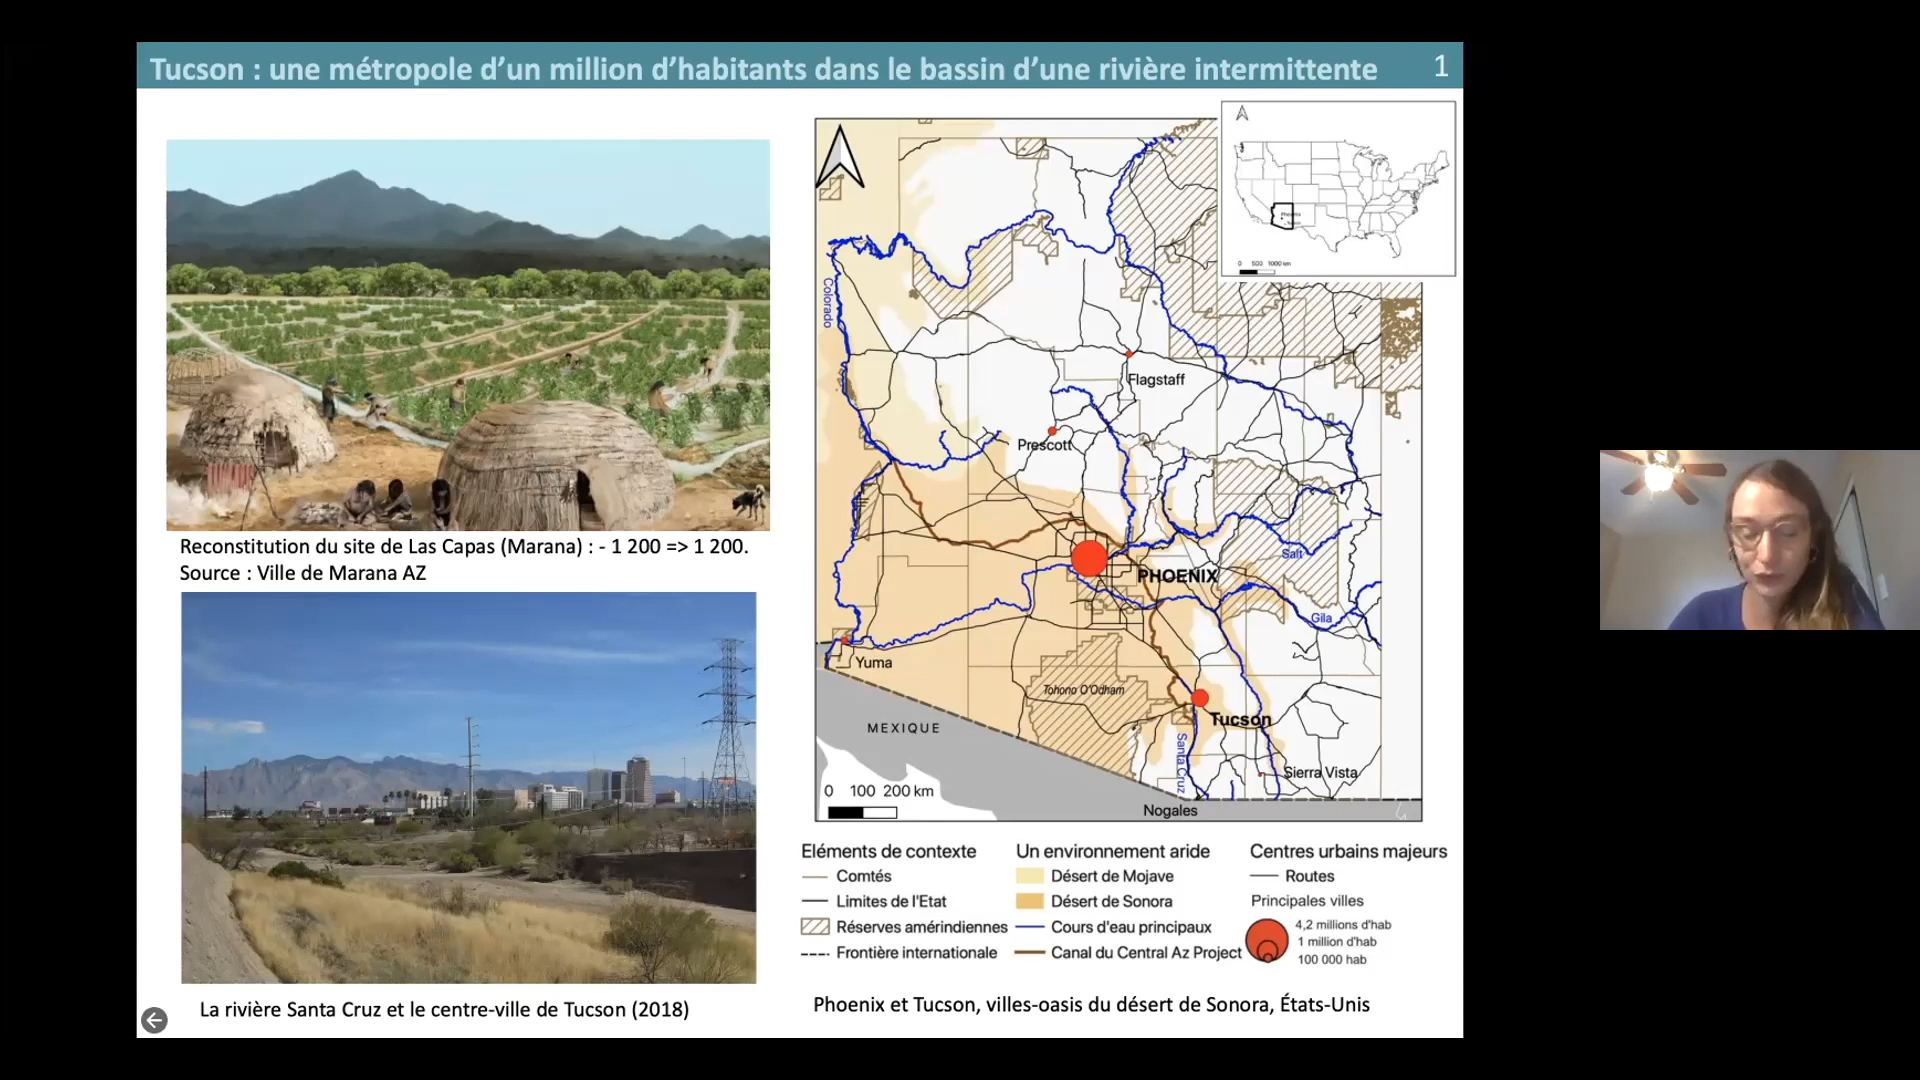 Tucson : une métropole d’un million d’habitants dans le bassin d’une rivière intermittente
1
Reconstitution du site de Las Capas (Marana) : - 1 200 => 1 200.
Source : Ville de Marana AZ
La rivière Santa Cruz et le centre-ville de Tucson (2018)
Colorado
Flagstaff
Prescott
Salt
PHOENIX
Gila
Yuma
Tohono O'Odham
Tucson
MEXIQUE
Santa Cruz
Sierra Vista
0 100 200 km
Nogales
Phoenix
0 500 1000 km
Eléments de contexte
Comtés
Limites de l'Etat
Réserves amérindiennes
Frontière internationale
Un environnement aride
Désert de Mojave
Désert de Sonora
Cours d'eau principaux
Canal du Central Az Project
Centres urbains majeurs
Routes
Principales villes
4,2 millions d'hab
1 million d'hab
100 000 hab
Phoenix et Tucson, villes-oasis du désert de Sonora, États-Unis